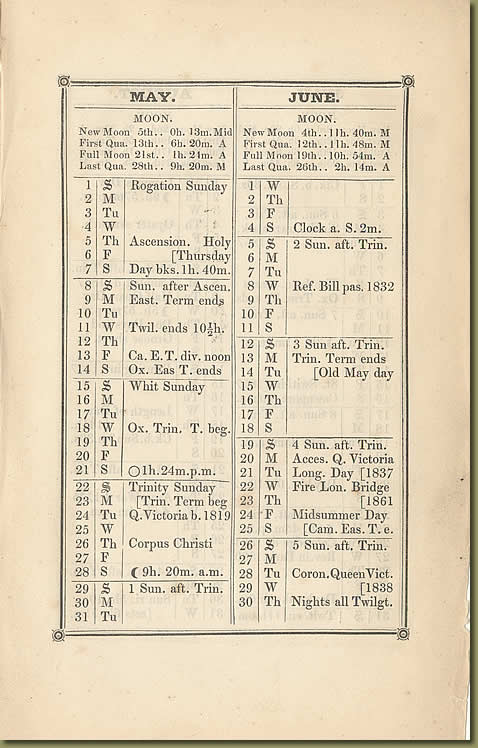 MAY.
MOON.
New Moon 5th.. 0h. 13m. Mid
First Qua. 13th.. 6h. 20m. A
Full Moon 21st.. 1h. 24m. A
Last Qua. 28th.. 9h. 20m. M
1 S Rogation Sunday
2 M
3 Tu
4 W
5 Th Ascension. Holy
6 F [Thursday
7 S Day bks. 1h. 40m.
8 S Sun. after Ascen.
9 M East. Term ends
10 Tu
11 W Twil. ends 10½h.
12 Th
13 F Ca. E. T. div. noon
14 S Ox. Eas T. ends
15 S Whit Sunday
16 M
17 Tu
18 W Ox. Trin. T. beg.
19 Th
20 F
21 S ○ 1h. 24m. p.m.
22 S Trinity Sunday
23 M [Trin. Term beg
24 Tu Q. Victoria b. 1819
25 W
26 Th Corpus Christi
27 F
28 S ☾ 9h. 20m. a.m.
29 S 1 Sun. aft. Trin.
30 M
31 Tu
JUNE.
MOON.
New Moon 4th.. 11h. 40m. M
First Qua. 12th.. 11h. 48m. M
Full Moon 19th.. 10h. 54m. A
Last Qua. 26th.. 2h. 14m. A
1 W
2 Th
3 F
4 S Clock a. S. 2m.
5 S 2 Sun. aft. Trin.
6 M
7 Tu
8 W Ref. Bill pas. 1832
9 Th
10 F
11 S
12 S 3 Sun aft. Trin.
13 M Trin. Term ends
14 Tu [Old May day
15 W
16 Th
17 F
18 S
19 S 4 Sun. aft. Trin.
20 M Acces. Q. Victoria
21 Tu Long. Day [1837
22 W Fire Lon. Bridge
23 Th [1861
24 F Midsummer Day
25 S [Cam. Eas. T. e.
26 S 5 Sun. aft. Trin.
27 M
28 Tu Coron. Queen Vict.
29 W [1838
30 Th Nights all Twilgt.